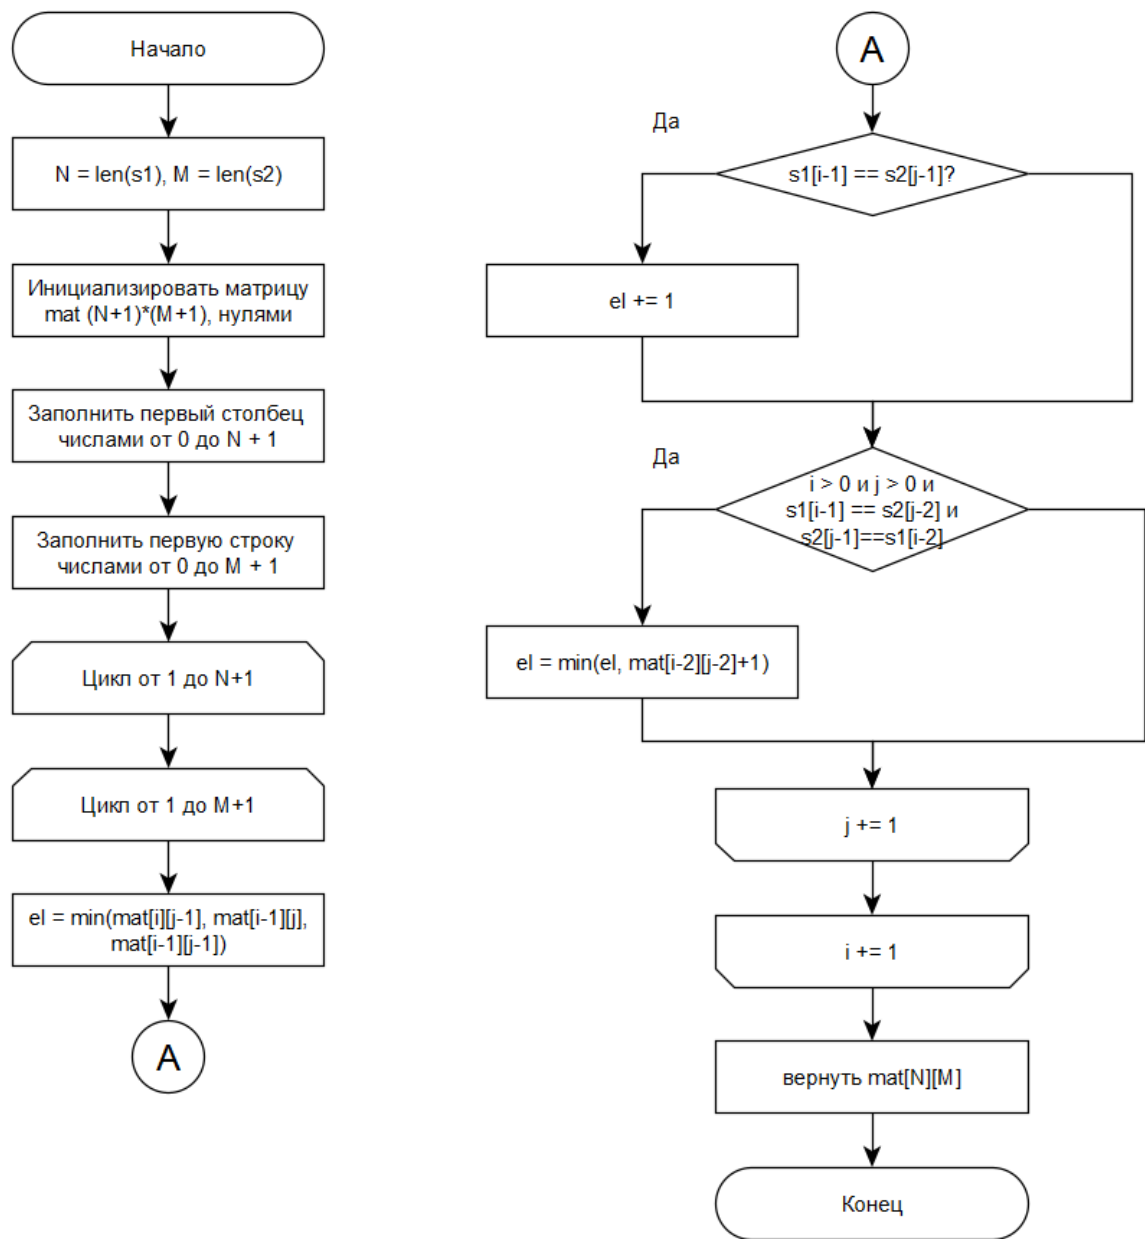 Начало
N = len(s1), M = len(s2)
Инициализировать матрицу
mat (N+1)*(M+1), нулями
Заполнить первый столбец
числами от 0 до N + 1
Заполнить первую строку
числами от 0 до M + 1
Цикл от 1 до N+1
Цикл от 1 до M+1
el = min(mat[i][j-1], mat[i-1][j],
mat[i-1][j-1])
A
A
Да
s1[i-1] == s2[j-1]?
el += 1
Да
i > 0 и j > 0 и
s1[i-1] == s2[j-2] и
s2[j-1]==s1[i-2]
el = min(el, mat[i-2][j-2]+1)
j += 1
i += 1
вернуть mat[N][M]
Конец